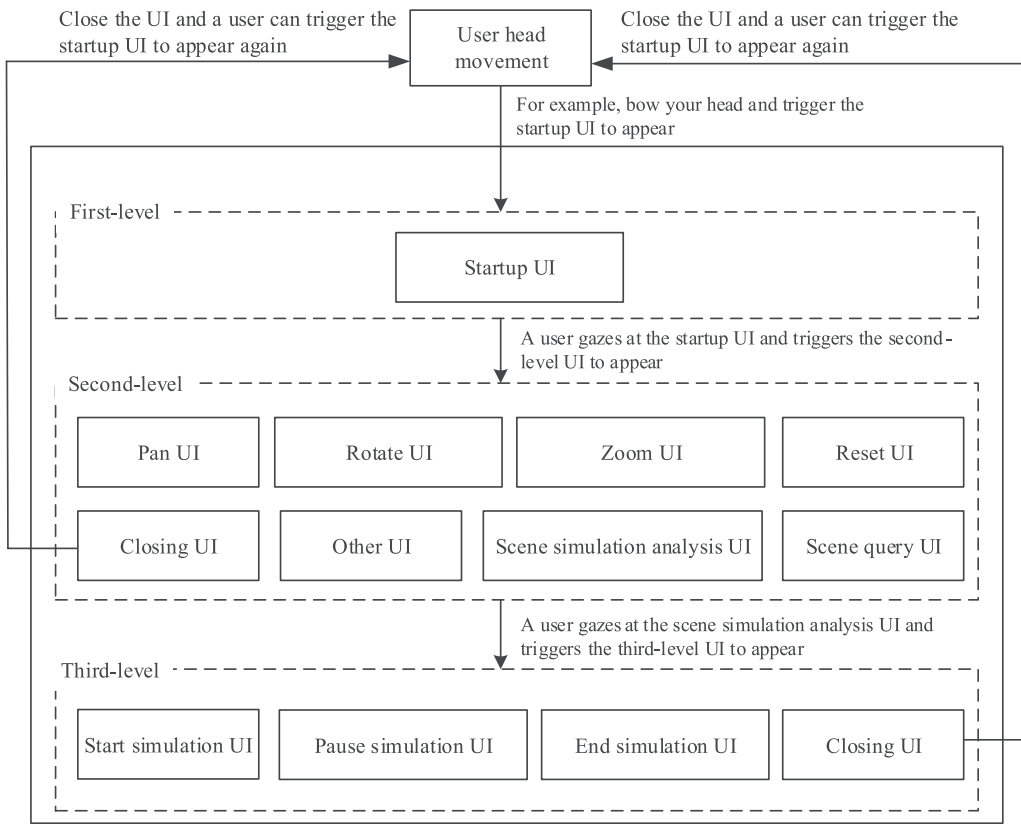 Close the UI and a user can trigger the
startup UI to appear again
User head
movement
Close the UI and a user can trigger the
startup UI to appear again
For example, bow your head and trigger the
startup UI to appear
First-level
Startup UI
A user gazes at the startup UI and triggers the second-
level UI to appear
Second-level
Pan UI
Rotate UI
Zoom UI
Reset UI
Closing UI
Other UI
Scene simulation analysis UI
Scene query UI
A user gazes at the scene simulation analysis UI and
triggers the third-level UI to appear
Third-level
Start simulation UI
Pause simulation UI
End simulation UI
Closing UI